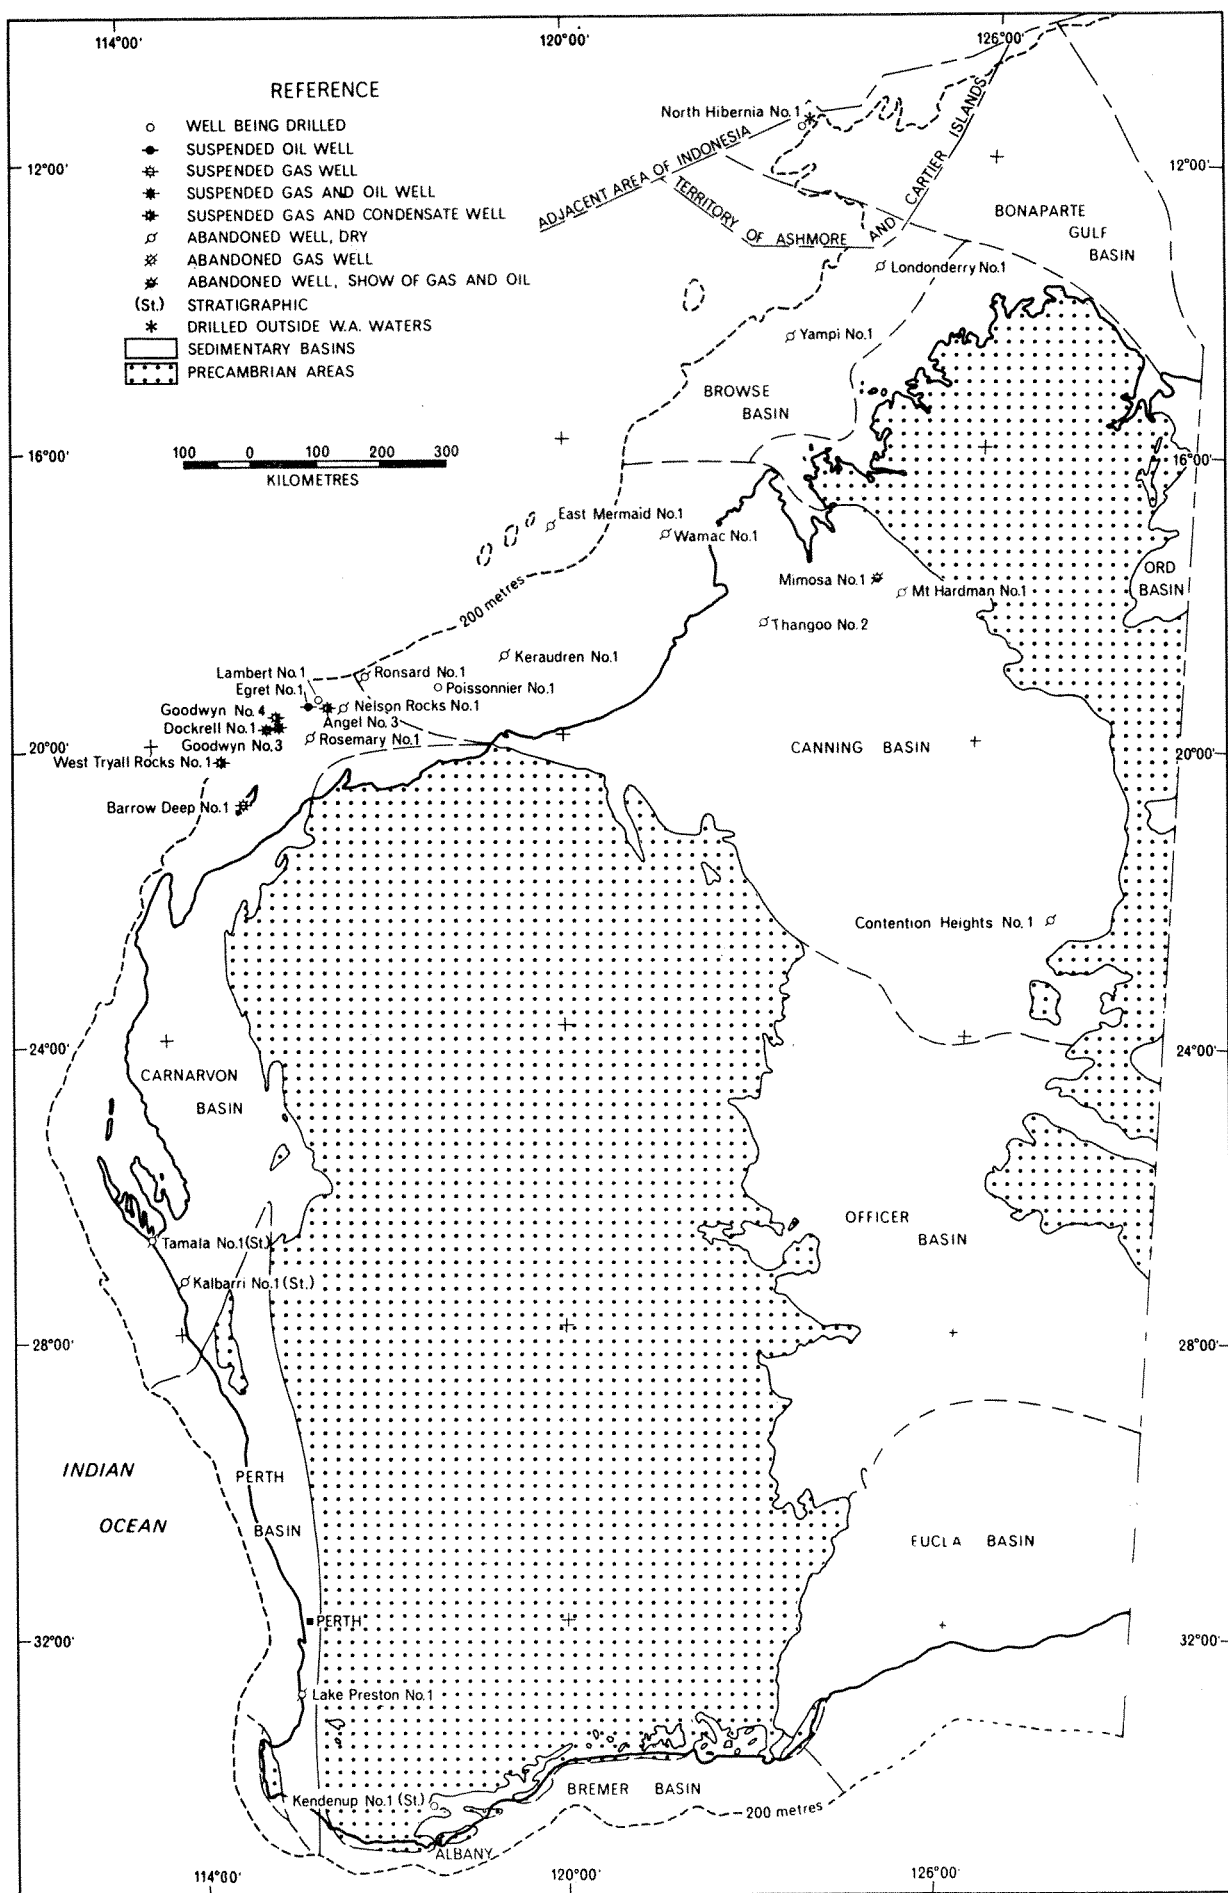 114°00'
120°00'
126°00'
REFERENCE
WELL BEING DRILLED
SUSPENDED OIL WELL
SUSPENDED GAS WELL
SUSPENDED GAS AND OIL WELL
SUSPENDED GAS AND CONDENSATE WELL
ABANDONED WELL, DRY
ABANDONED GAS WELL
ABANDONED WELL, SHOW OF GAS AND OIL
(St.) STRATIGRAPHIC
DRILLED OUTSIDE W.A. WATERS
SEDIMENTARY BASINS
PRECAMBRIAN AREAS
100 0 100 200 300
KILOMETRES
North Hibernia No.1
ADJACENT AREA OF INDONESIA
TERRITORY OF ASHMORE AND CARTIER ISLANDS
12°00'
12°00'
BONAPARTE
GULF
BASIN
Londonderry No.1
Yampi No.1
BROWSE
BASIN
16°00'
16°00'
East Mermaid No.1
Wamac No.1
Mimosa No.1
Mt Hardman No.1
ORD
BASIN
200 metres
Thangoo No.2
Keraudren No.1
Lambert No.1
Ronsard No.1
Egret No.1
Poissonnier No.1
Goodwyn No.4
Nelson Rocks No.1
Dockrell No.1
Angel No.3
Goodwyn No.3
Rosemary No.1
20°00'
20°00'
CANNING BASIN
West Tryall Rocks No.1
Barrow Deep No.1
Contention Heights No.1
24°00'
24°00'
CARNARVON
BASIN
OFFICER
BASIN
Tamala No.1(St.)
Kalbarri No.1(St.)
28°00'
28°00'
INDIAN
OCEAN
PERTH
BASIN
EUCLA BASIN
PERTH
32°00'
32°00'
Lake Preston No.1
Kendenup No.1(St.)
BREMER BASIN
200 metres
ALBANY
114°00'
120°00'
126°00'